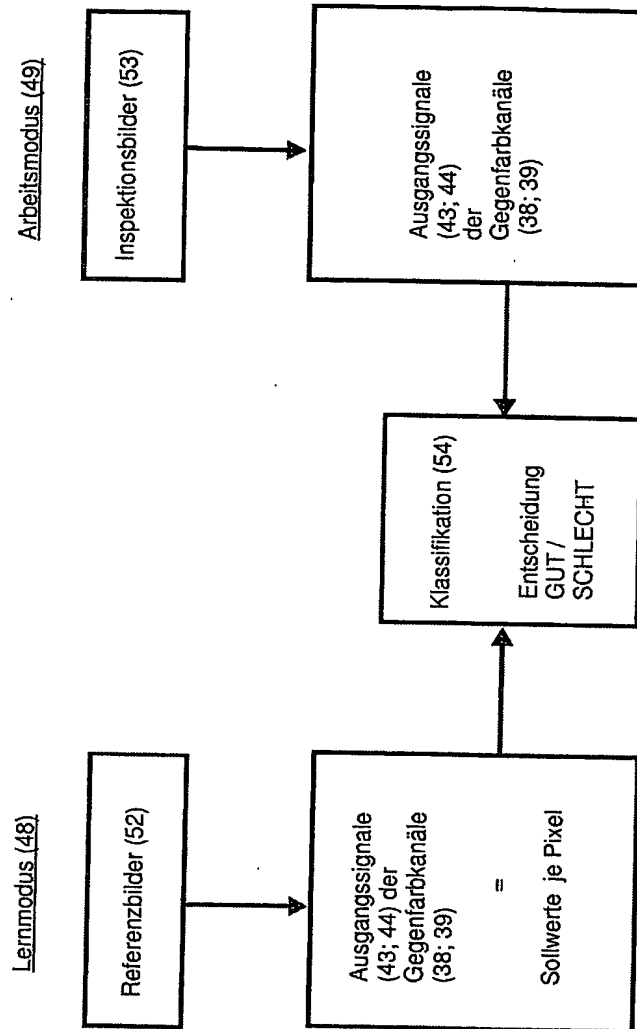 Lernmodus (48)
Referenzbilder (52)
Ausgangssignale
(43; 44) der
Gegenfarbkanäle
(38; 39)
=
Sollwerte je Pixel
Klassifikation (54)
Entscheidung
GUT /
SCHLECHT
Arbeitsmodus (49)
Inspektionsbilder (53)
Ausgangssignale
(43; 44)
der
Gegenfarbkanäle
(38; 39)